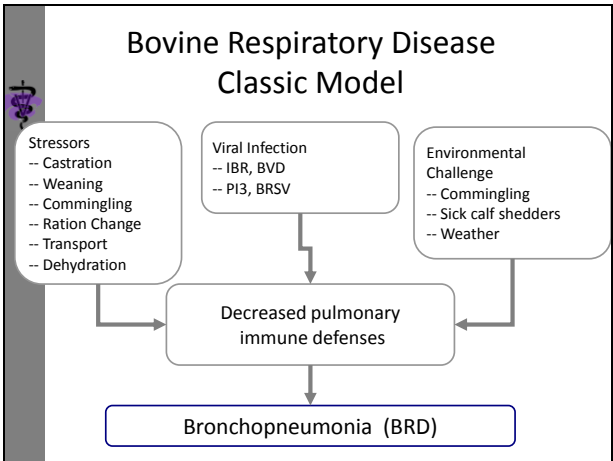 Bovine Respiratory Disease
Classic Model
Stressors
-- Castration
-- Weaning
-- Commingling
-- Ration Change
-- Transport
-- Dehydration
Viral Infection
-- IBR, BVD
-- PI3, BRSV
Environmental
Challenge
-- Commingling
-- Sick calf shedders
-- Weather
Decreased pulmonary
immune defenses
Bronchopneumonia (BRD)